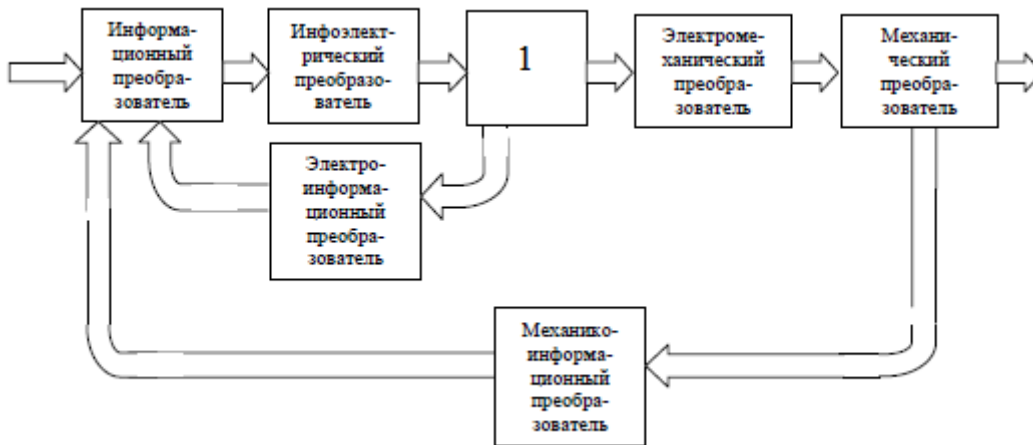 Информа-
ционный
преобра-
зователь
Инфоэлект-
рический
преобразо-
ватель
1
Электроме-
ханический
преобра-
зователь
Механи-
ческий
преобра-
зователь
Электро-
информа-
ционный
преобра-
зователь
Механико-
информа-
ционный
преобра-
зователь